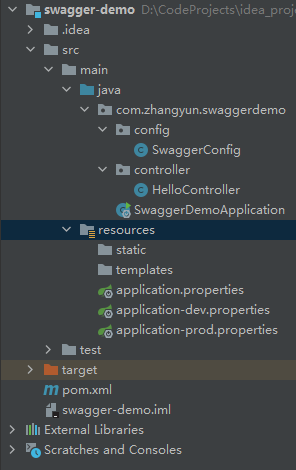 swagger-demo D:\CodeProjects\idea_proj
.idea
src
main
java
com.zhangyun.swaggerdemo
config
SwaggerConfig
controller
HelloController
SwaggerDemoApplication
resources
static
templates
application.properties
application-dev.properties
application-prod.properties
test
target
pom.xml
swagger-demo.iml
External Libraries
Scratches and Consoles